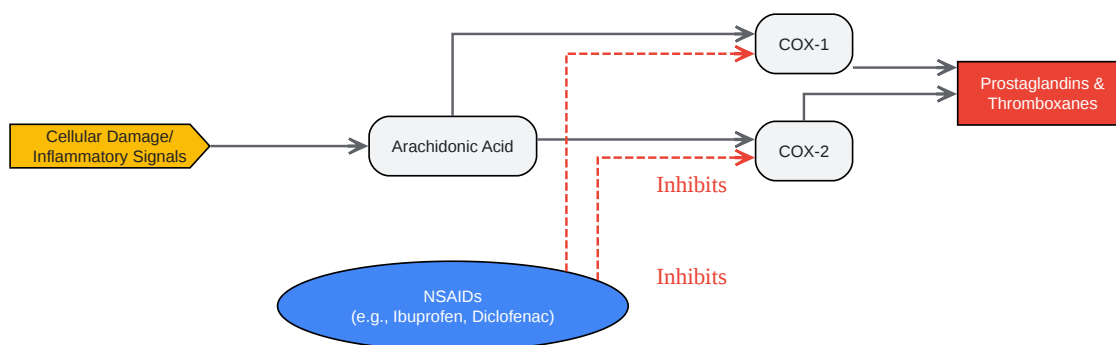 COX-1
Prostaglandins &
Thromboxanes
Cellular Damage/
Inflammatory Signals
Arachidonic Acid
COX-2
Inhibits
Inhibits
NSAIDs
(e.g., Ibuprofen, Diclofenac)